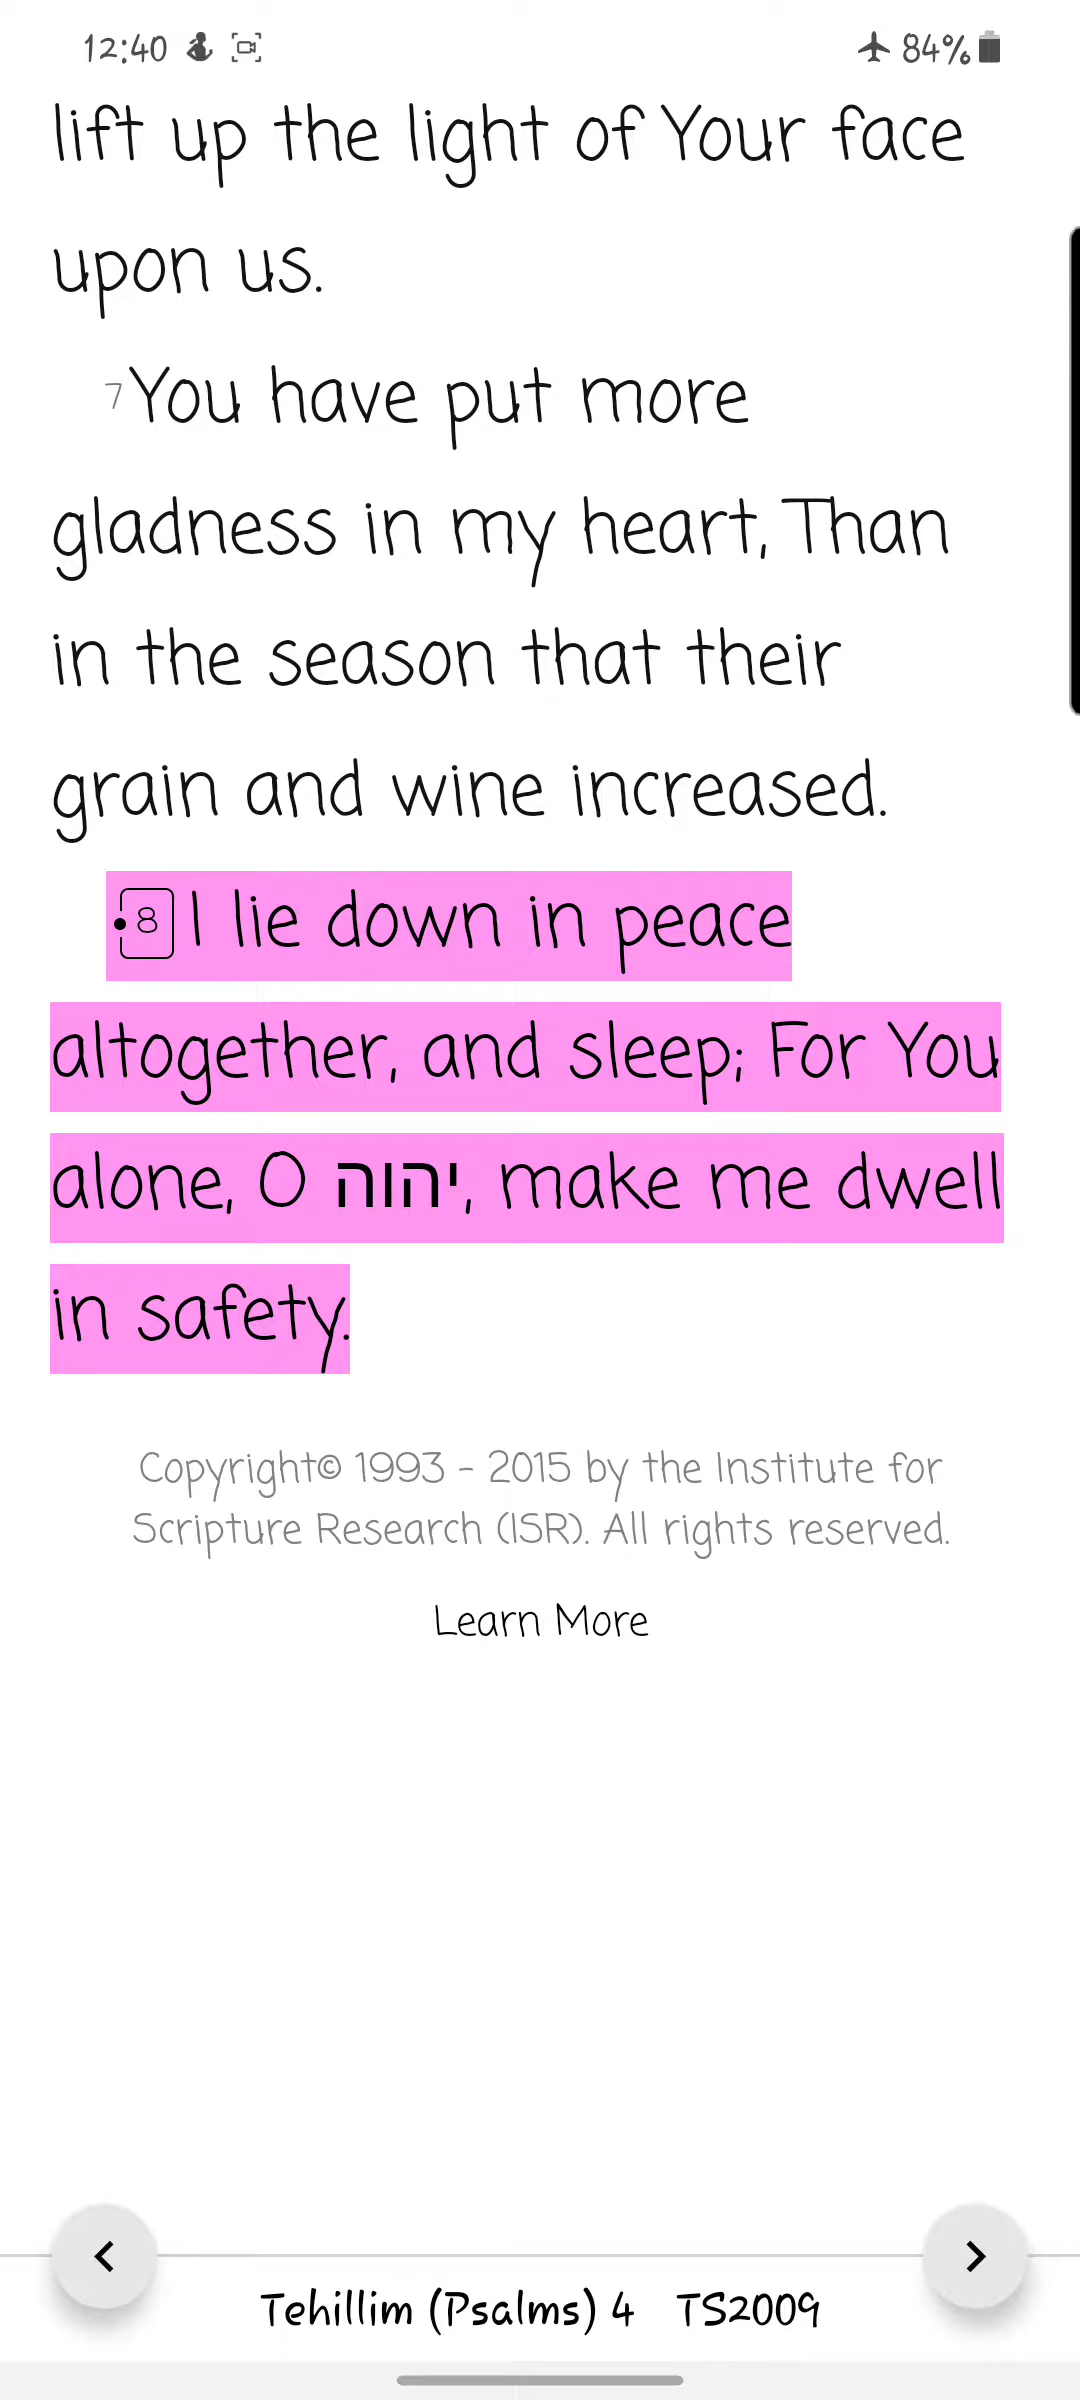 12:40 84%
lift up the light of Your face
upon us.
7 You have put more
gladness in my heart, Than
in the season that their
grain and wine increased.
8 I lie down in peace
altogether, and sleep; For You
alone, O יהוה, make me dwell
in safety.
Copyright© 1993 - 2015 by the Institute for
Scripture Research (ISR). All rights reserved.
Learn More
Tehillim (Psalms) 4 TS2009